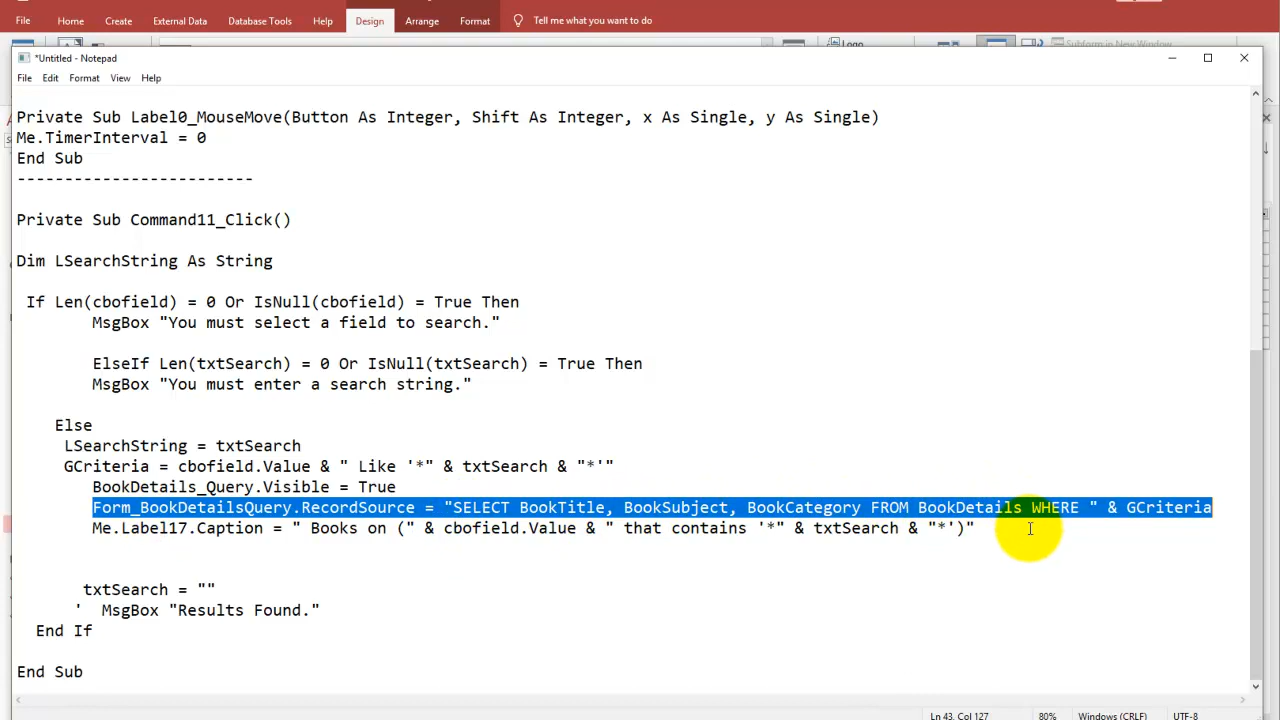 File Home Create External Data Database Tools Help Design Arrange Format Tell me what you want to do
Logo Subform in New Window
*Untitled - Notepad
File Edit Format View Help
Private Sub Label0_MouseMove(Button As Integer, Shift As Integer, x As Single, y As Single)
Me.TimerInterval = 0
End Sub
-------------------------
Private Sub Command11_Click()
Dim LSearchString As String
If Len(cbofield) = 0 Or IsNull(cbofield) = True Then
MsgBox "You must select a field to search."
ElseIf Len(txtSearch) = 0 Or IsNull(txtSearch) = True Then
MsgBox "You must enter a search string."
Else
LSearchString = txtSearch
GCriteria = cbofield.Value & " Like '*" & txtSearch & "*'"
BookDetails_Query.Visible = True
Form_BookDetailsQuery.RecordSource = "SELECT BookTitle, BookSubject, BookCategory FROM BookDetails WHERE " & GCriteria
Me.Label17.Caption = " Books on (" & cbofield.Value & " that contains '*" & txtSearch & "*')"
txtSearch = ""
' MsgBox "Results Found."
End If
End Sub
Ln 43, Col 127 80% Windows (CRLF) UTF-8